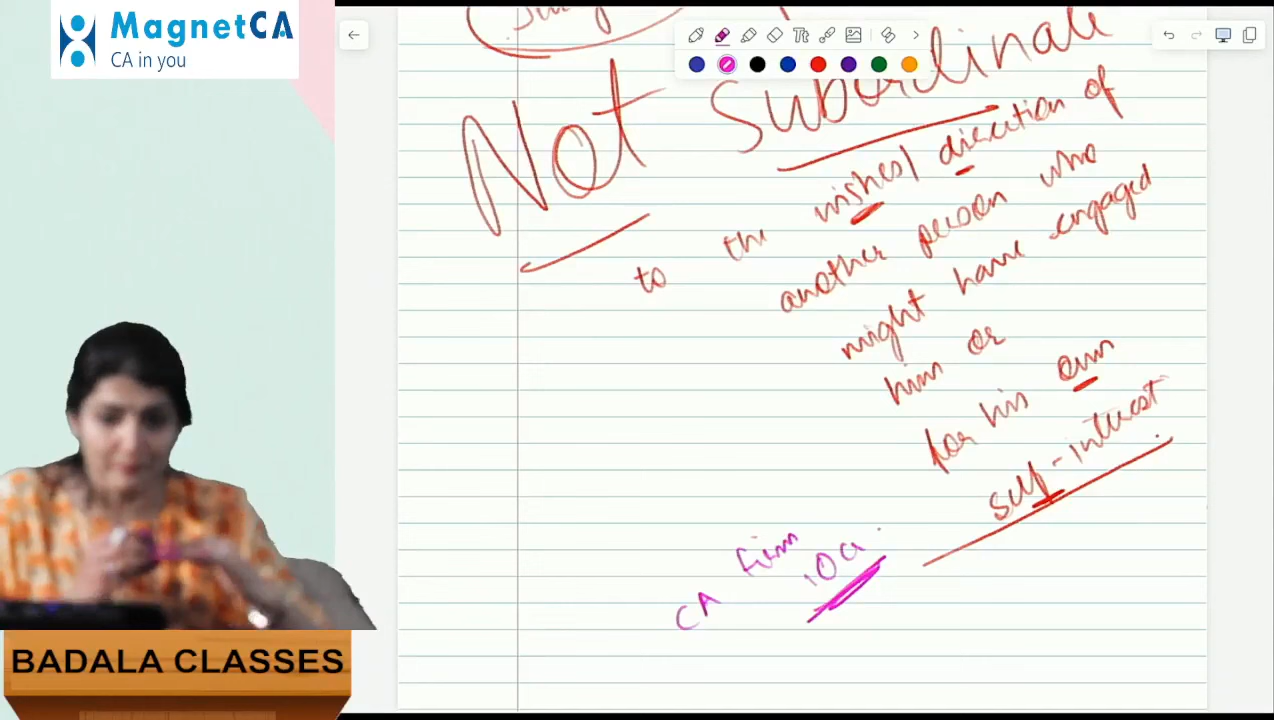 MagnetCA
CA in you
Not Subordinate
to the wishes/ direction of
another person who
might have engaged
him or
for his own
self-interest
CA firm 10a
BADALA CLASSES